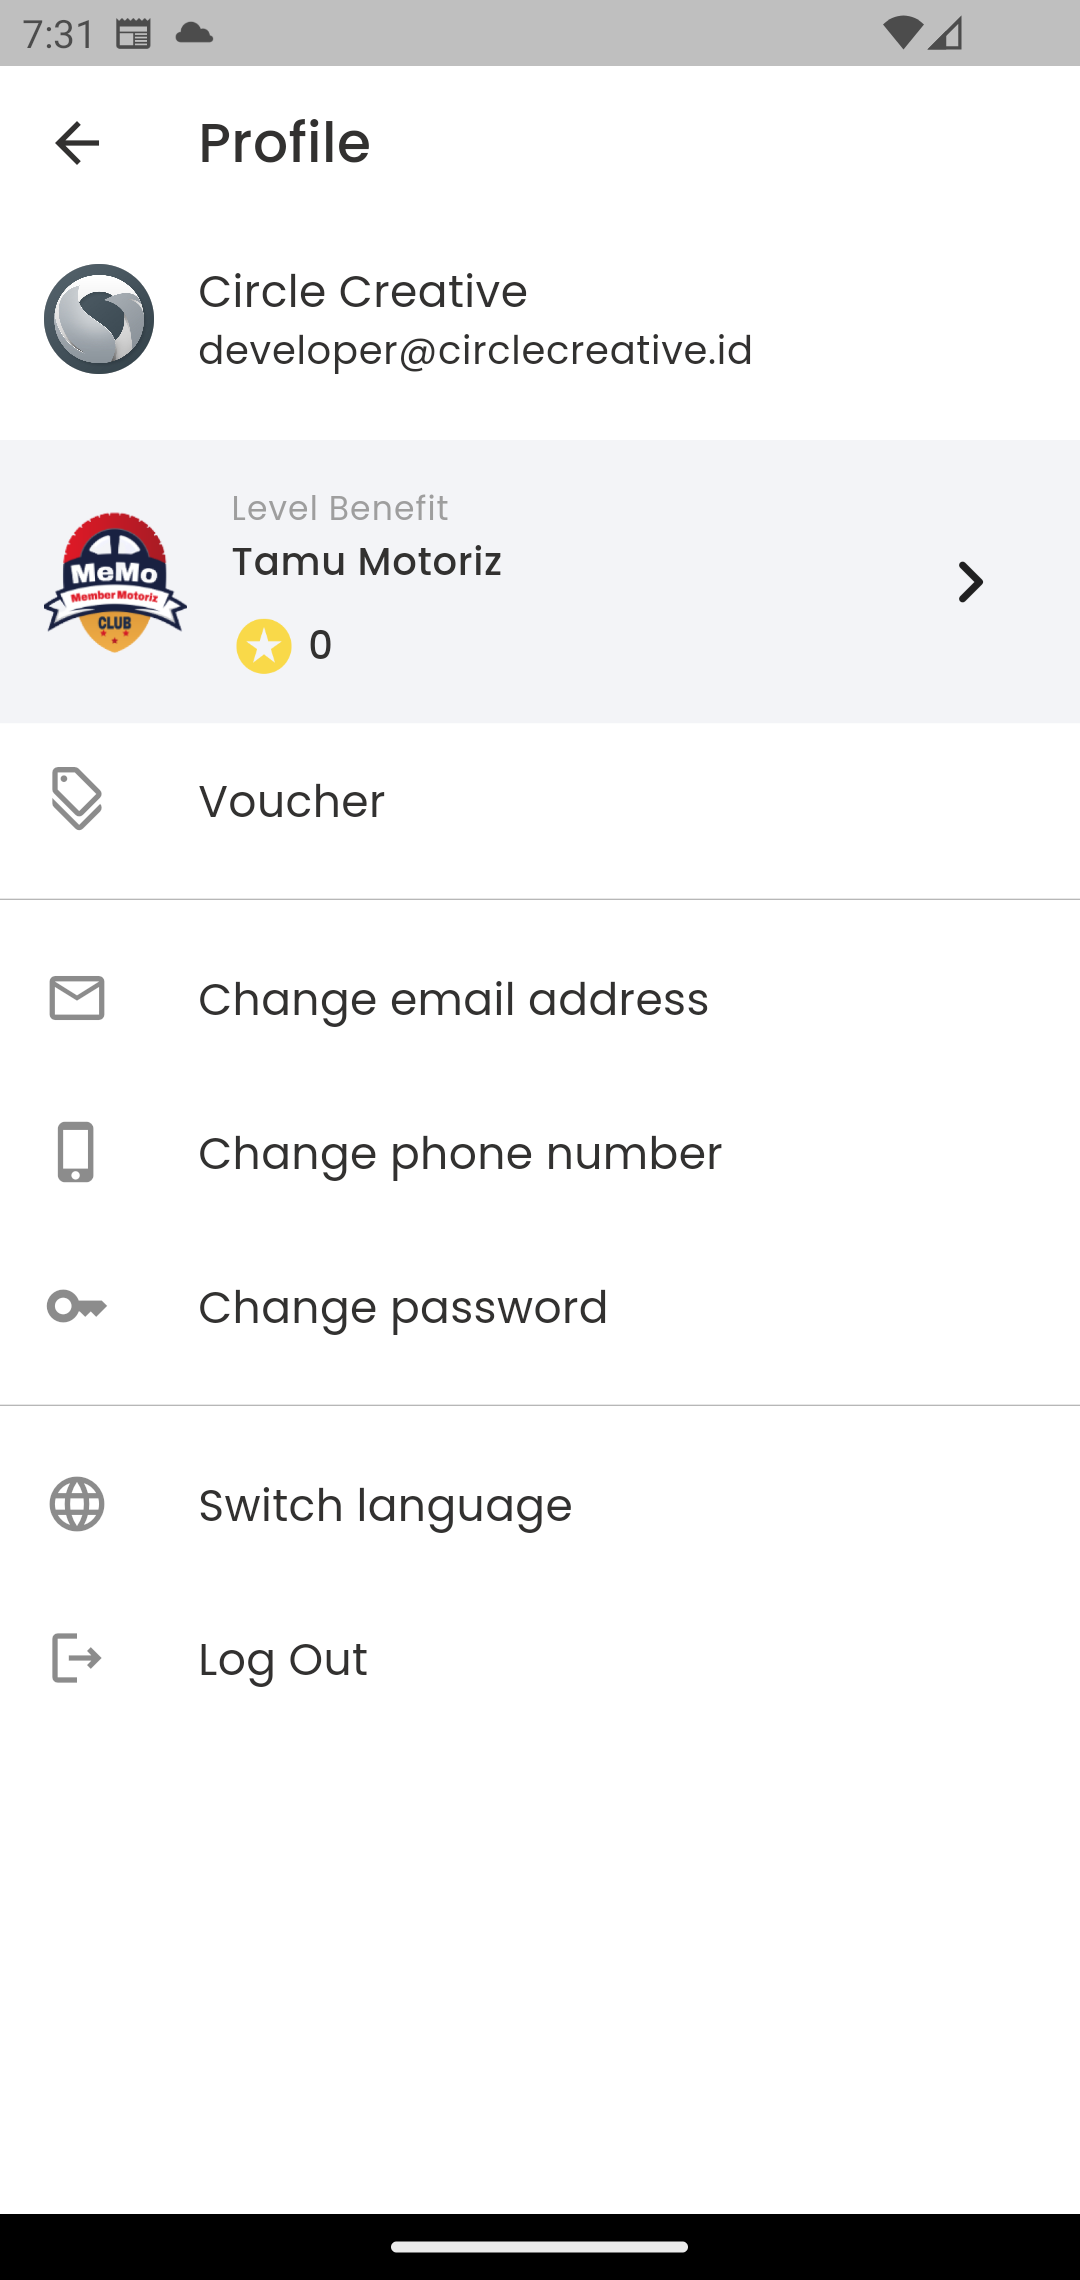 7:31
Profile
Circle Creative
developer@circlecreative.id
Level Benefit
Tamu Motoriz
MeMo
Member Motoriz
CLUB
0
Voucher
Change email address
Change phone number
Change password
Switch language
Log Out